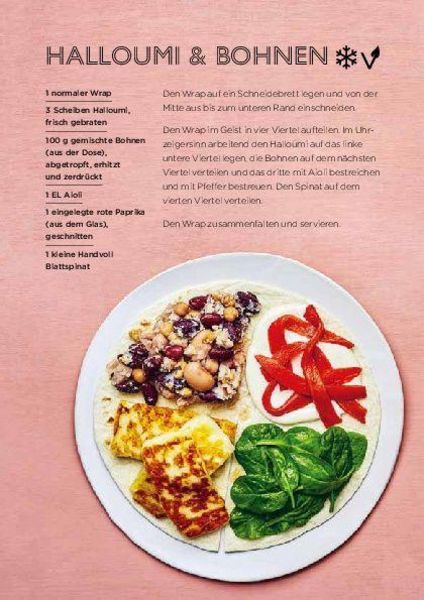 HALLOUMI & BOHNEN
1 normaler Wrap
3 Scheiben Halloumi,
frisch gebraten
100 g gemischte Bohnen
(aus der Dose),
abgetropft, erhitzt
und zerdrückt
1 EL Aioli
1 eingelegte rote Paprika
(aus dem Glas),
geschnitten
1 kleine Handvoll
Blattspinat
Den Wrap auf ein Schneidebrett legen und von der
Mitte aus bis zum unteren Rand einschneiden.
Den Wrap im Geist in vier Viertel aufteilen. Im Uhr-
zeigersinn arbeitend den Halloumi auf das linke
untere Viertel legen, die Bohnen auf dem nächsten
Viertel verteilen und das dritte mit Aioli bestreichen
und mit Pfeffer bestreuen. Den Spinat auf dem
vierten Viertel verteilen.
Den Wrap zusammenfalten und servieren.